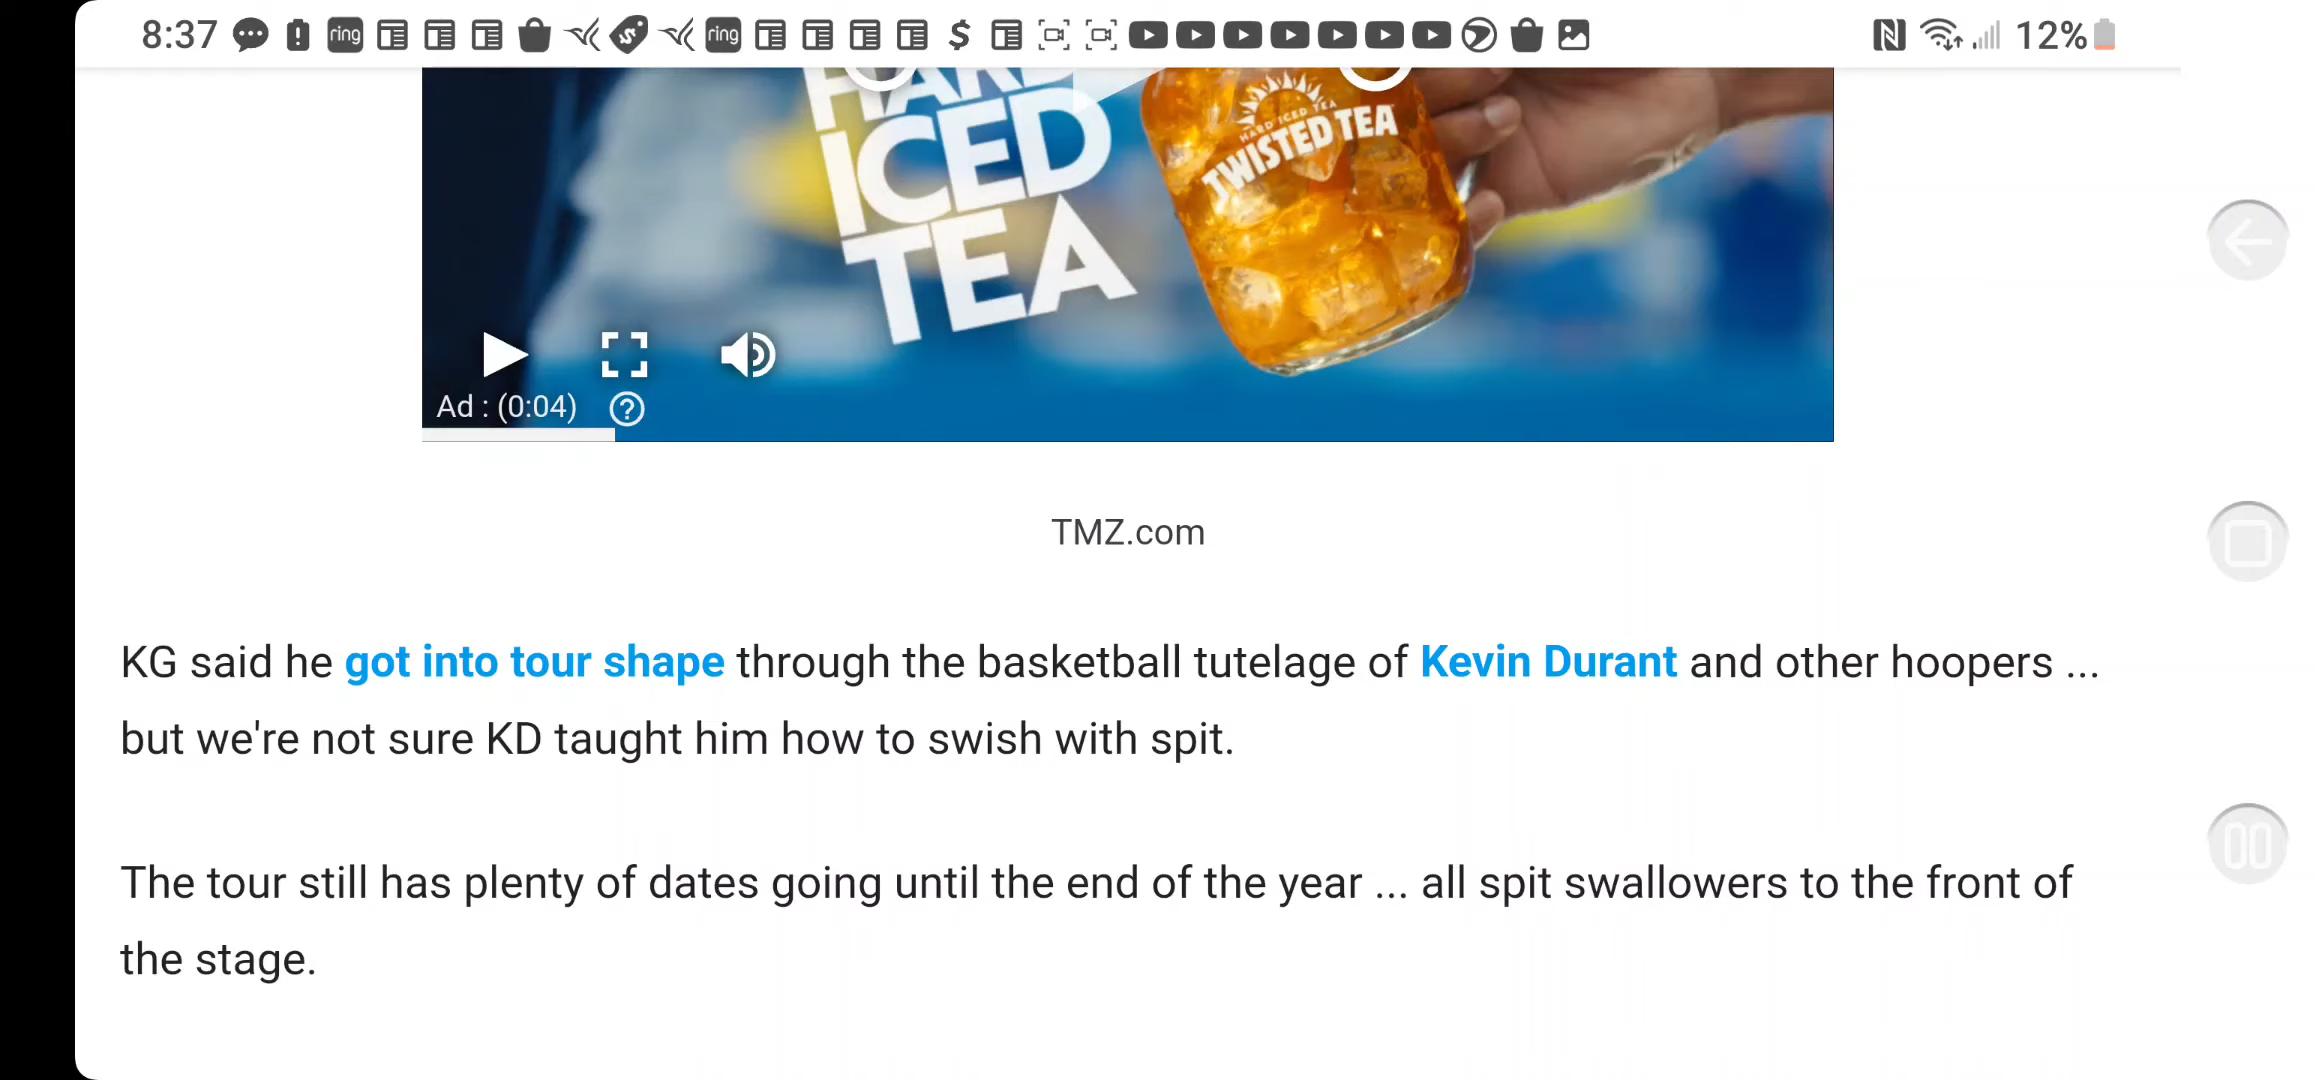 8:37 ring ring $ 12%
HARD
ICED
TEA
HARD ICED TEA
TWISTED TEA
Ad : (0:04) ?
TMZ.com
KG said he got into tour shape through the basketball tutelage of Kevin Durant and other hoopers ...
but we're not sure KD taught him how to swish with spit.
The tour still has plenty of dates going until the end of the year ... all spit swallowers to the front of
the stage.